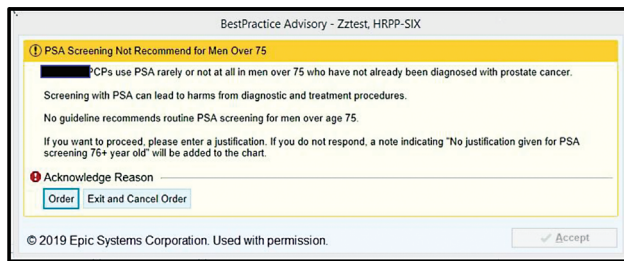 BestPractice Advisory - Zztest, HRPP-SIX
PSA Screening Not Recommend for Men Over 75
PCPs use PSA rarely or not at all in men over 75 who have not already been diagnosed with prostate cancer.
Screening with PSA can lead to harms from diagnostic and treatment procedures.
No guideline recommends routine PSA screening for men over age 75.
If you want to proceed, please enter a justification. If you do not respond, a note indicating "No justification given for PSA
screening 76+ year old" will be added to the chart.
Acknowledge Reason
Order Exit and Cancel Order
© 2019 Epic Systems Corporation. Used with permission.
Accept